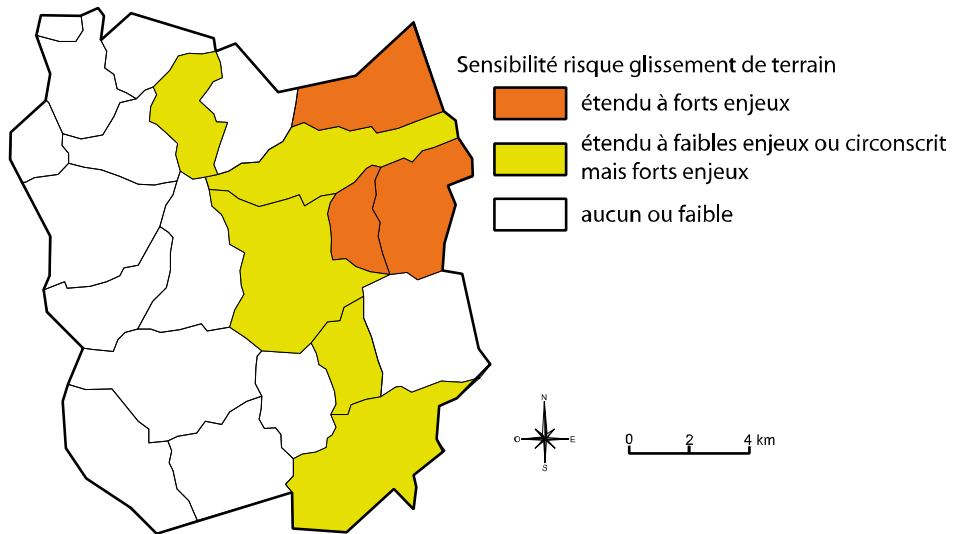 Sensibilité risque glissement de terrain
étendu à forts enjeux
étendu à faibles enjeux ou circonscrit
mais forts enjeux
aucun ou faible
N
O E
S
0 2 4 km